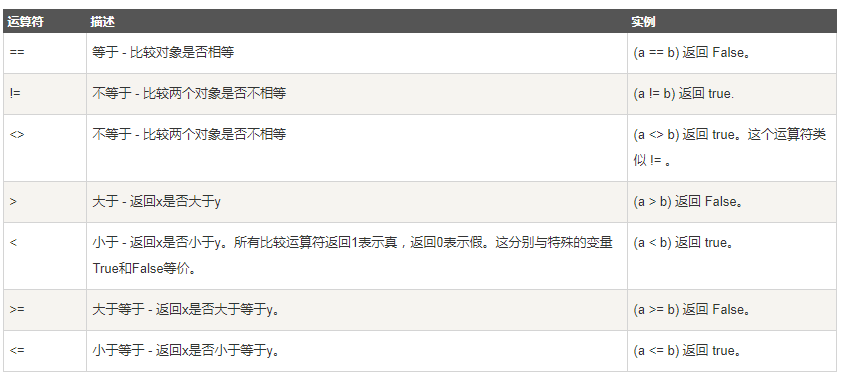 运算符 描述 实例
== 等于 - 比较对象是否相等 (a == b) 返回 False。
!= 不等于 - 比较两个对象是否不相等 (a != b) 返回 true.
<> 不等于 - 比较两个对象是否不相等 (a <> b) 返回 true。这个运算符类
似 != 。
> 大于 - 返回x是否大于y (a > b) 返回 False。
< 小于 - 返回x是否小于y。所有比较运算符返回1表示真，返回0表示假。这分别与特殊的变量 (a < b) 返回 true。
True和False等价。
>= 大于等于 - 返回x是否大于等于y。 (a >= b) 返回 False。
<= 小于等于 - 返回x是否小于等于y。 (a <= b) 返回 true。